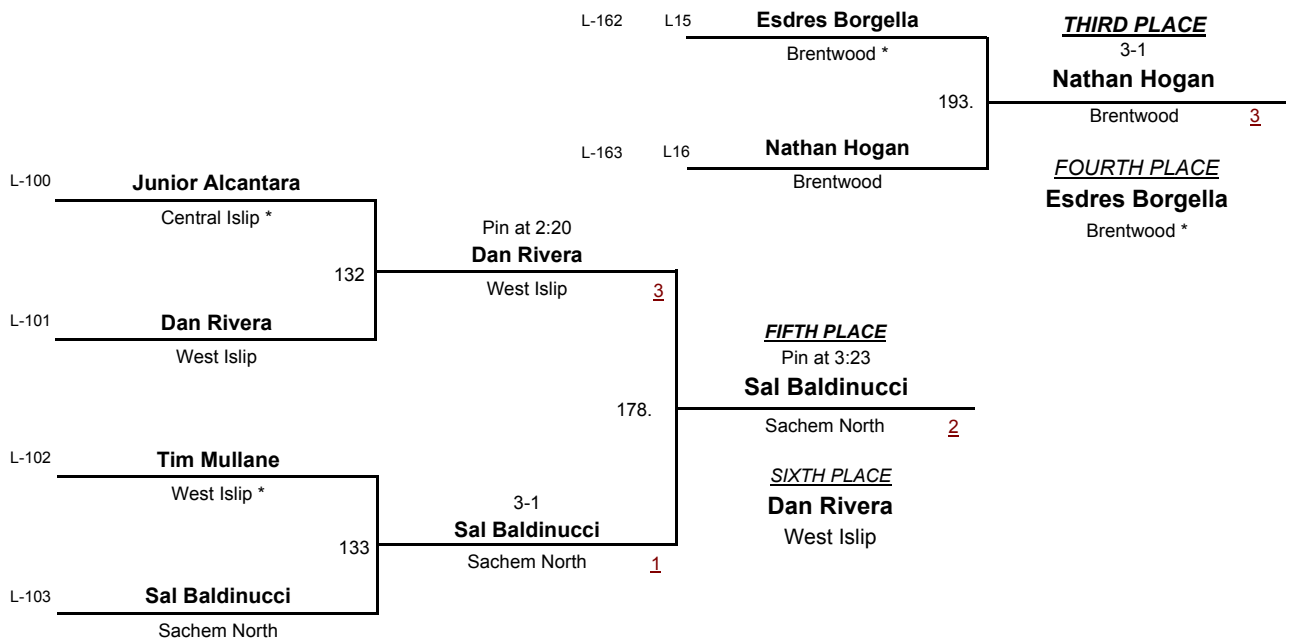 L-162 L15 Esdres Borgella
Brentwood *
THIRD PLACE
3-1
193. Nathan Hogan
Brentwood 3
L-163 L16 Nathan Hogan
Brentwood
FOURTH PLACE
Esdres Borgella
Brentwood *
L-100 Junior Alcantara
Central Islip *
Pin at 2:20
132 Dan Rivera
West Islip 3
L-101 Dan Rivera
West Islip
FIFTH PLACE
Pin at 3:23
178. Sal Baldinucci
Sachem North 2
L-102 Tim Mullane
West Islip *
SIXTH PLACE
Dan Rivera
West Islip
3-1
133 Sal Baldinucci
Sachem North 1
L-103 Sal Baldinucci
Sachem North